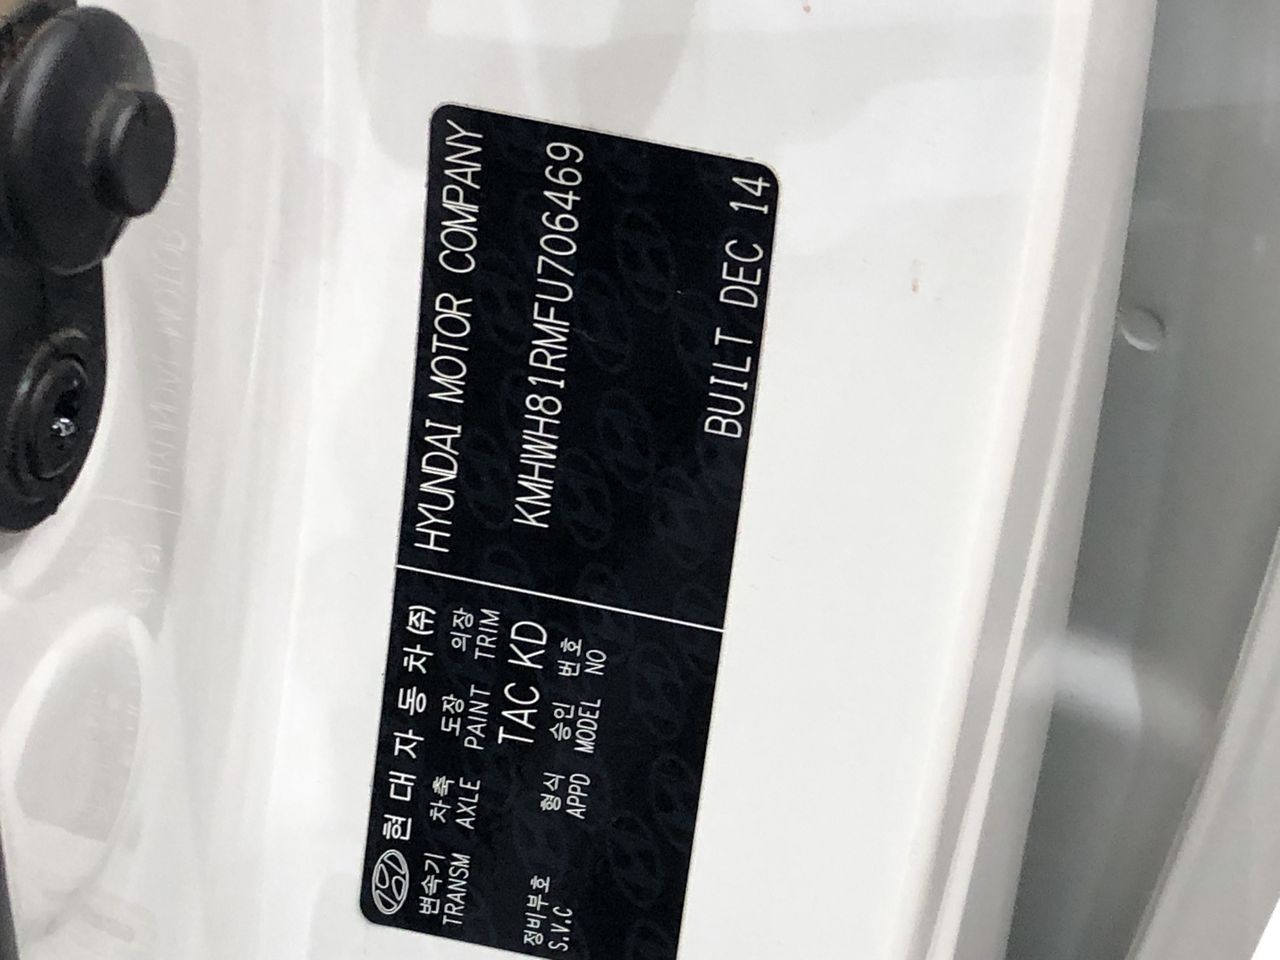 현대자동차(주)
변속기 차축 도장 의장
TRANSM AXLE PAINT TRIM
TAC KD
정비부호 형식 승인 번호
S.V.C APPD MODEL NO
HYUNDAI MOTOR COMPANY
KMHWH81RMFU706469
BUILT DEC 14